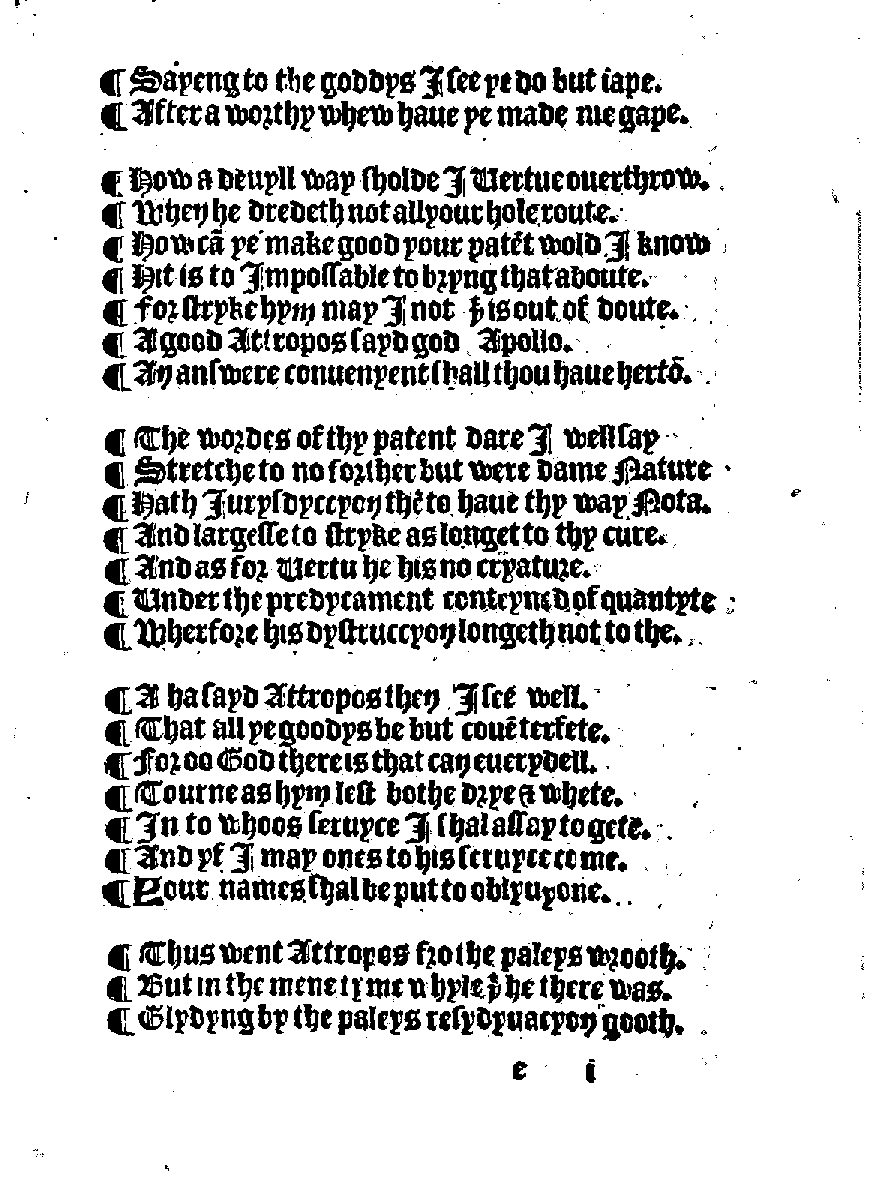 ¶ Sayeng to the goddys I see ye do but iape.
¶ After a worthy whew haue ye made me gape.
¶ How a deuyll way sholde I Uertue ouerthrow.
¶ When he dredeth not all your hole route.
¶ How cã ye make good your patẽt wold I know
¶ Hit is to Impossable to bryng that aboute.
¶ For stryke hym may I not þͭ is out of doute.
¶ A good Attropos sayd god Apollo.
¶ An answere conuenyent shall thou haue hertõ.
¶ The wordes of thy patent dare I well say
¶ Stretche to no forther but were dame Nature
¶ Hath Iurysdyccyon thẽ to haue thy way Nota.
¶ And largesse to stryke as longet to thy cure.
¶ And as for Uertu he his no cryature.
¶ Under the predycament conteyned of quantyte
¶ Wherfore his dystruccyon longeth not to the.
¶ A ha sayd Attropos then I see well.
¶ That all ye goodys be but couẽterfete.
¶ For oo God there is that can euery dell.
¶ Tourne as hym lest bothe drye & whete.
¶ In to whoos seruyce I shal assay to gete.
¶ And yf I may ones to his seruyce come.
¶ Your names shal be put to oblyuyone.
¶ Thus went Attropos fro the paleys wrooth.
¶ But in the mene tyme whyle þͭ he there was.
¶ Glydyng by the paleys resydyuacyon gooth.
e i